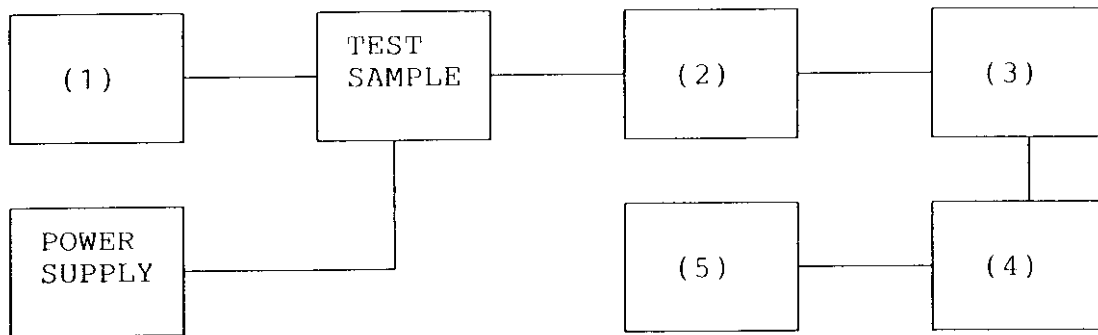 (1)
TEST
SAMPLE
(2)
(3)
POWER
SUPPLY
(5)
(4)